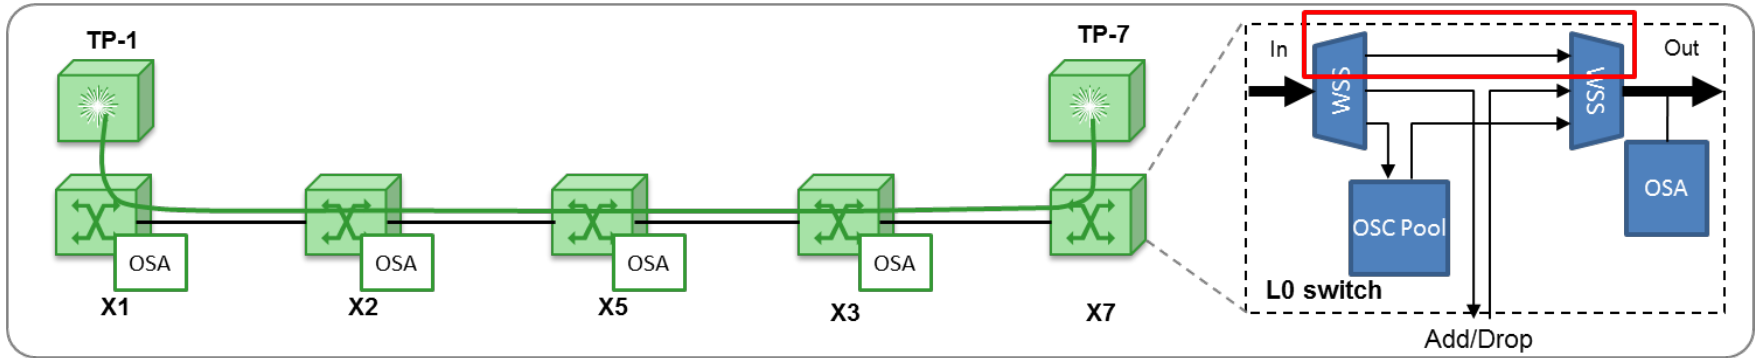 TP-1
TP-7
OSA
OSA
OSA
OSA
X1
X2
X5
X3
X7
In
Out
WSS
WSS
OSC Pool
OSA
L0 switch
Add/Drop